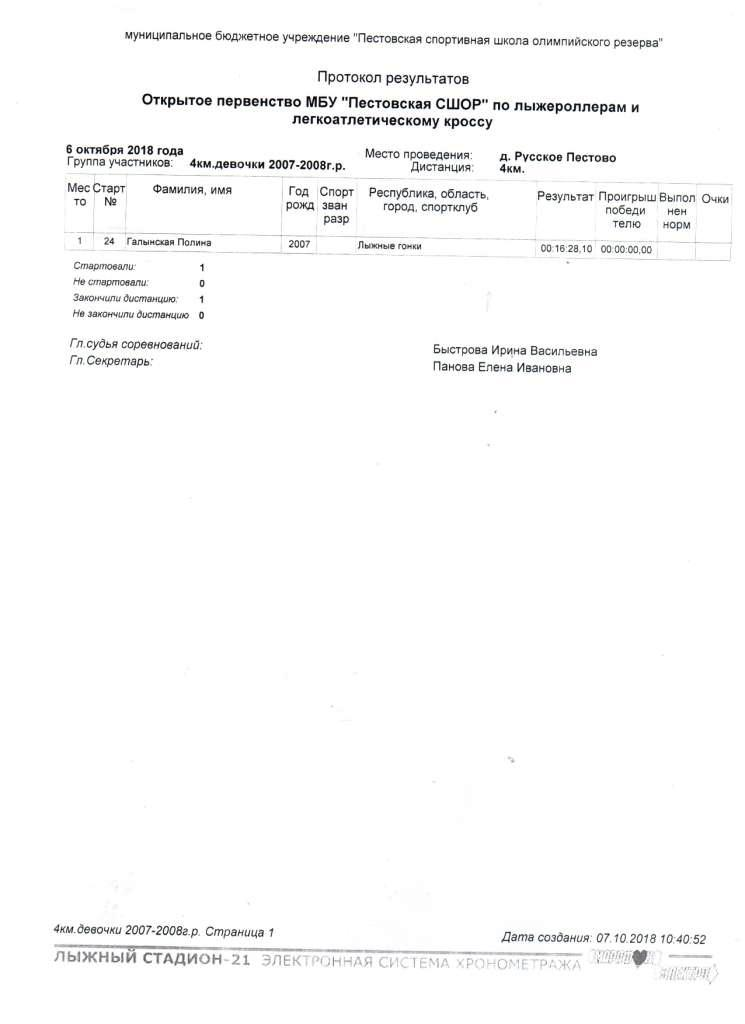 муниципальное бюджетное учреждение "Пестовская спортивная школа олимпийского резерва"
Протокол результатов
Открытое первенство МБУ "Пестовская СШОР" по лыжероллерам и
легкоатлетическому кроссу
6 октября 2018 года Место проведения: д. Русское Пестово
Группа участников: 4км.девочки 2007-2008г.р. Дистанция: 4км.
Мес Старт Фамилия, имя Год Спорт Республика, область, Результат Проигрыш Выпол Очки
то № рожд зван город, спортклуб победи нен
разр телю норм
1 24 Галынская Полина 2007 Лыжные гонки 00:16:28,10 00:00:00,00
Стартовали: 1
Не стартовали: 0
Закончили дистанцию: 1
Не закончили дистанцию 0
Гл.судья соревнований: Быстрова Ирина Васильевна
Гл.Секретарь: Панова Елена Ивановна
4км.девочки 2007-2008г.р. Страница 1 Дата создания: 07.10.2018 10:40:52
ЛЫЖНЫЙ СТАДИОН-21 ЭЛЕКТРОННАЯ СИСТЕМА ХРОНОМЕТРАЖА